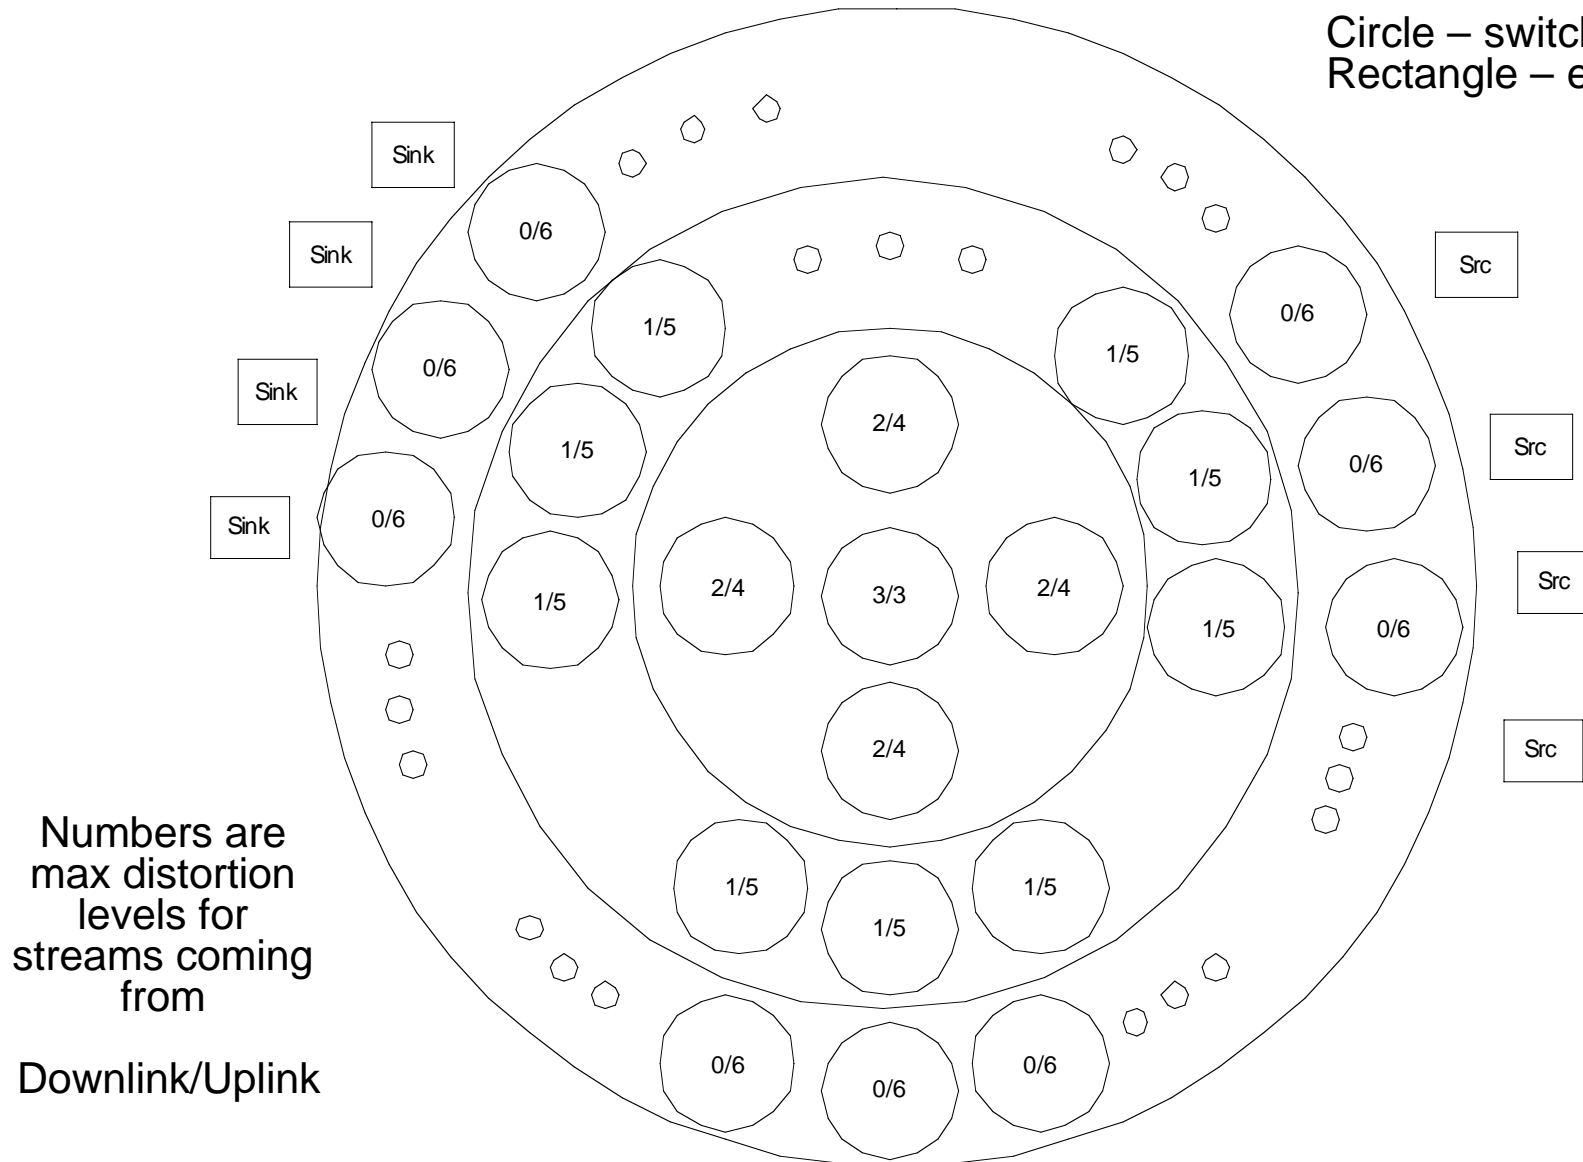 Circle – switch
Rectangle – e
Sink
0/6
Sink
Src
0/6
1/5
1/5
0/6
Sink
2/4
0/6
1/5
1/5
0/6
Src
Sink
0/6
1/5
2/4
3/3
2/4
1/5
0/6
Src
2/4
Src
Numbers are
max distortion
levels for
streams coming
from
1/5
1/5
1/5
Downlink/Uplink
0/6
0/6
0/6